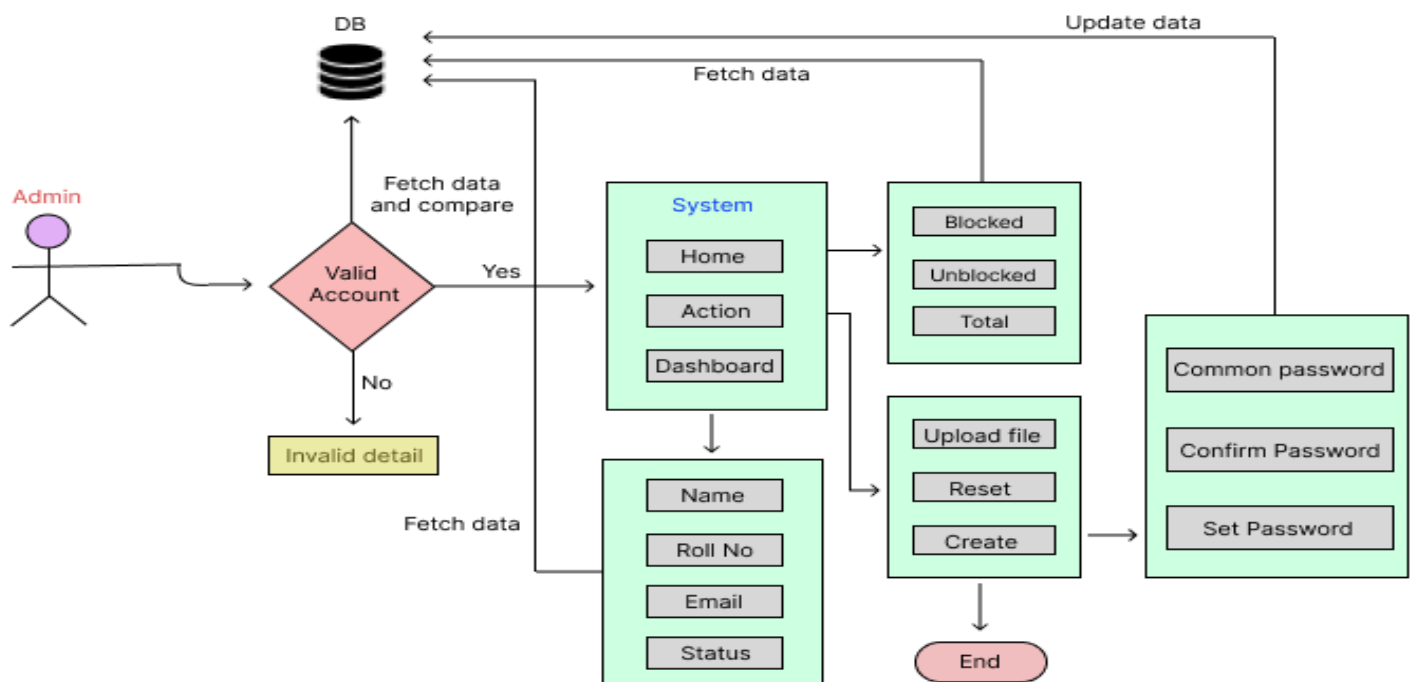 DB
Update data
Fetch data
Fetch data
and compare
Admin
System
Home
Action
Dashboard
Blocked
Unblocked
Total
Valid
Account
Yes
No
Invalid detail
Fetch data
Name
Roll No
Email
Status
Upload file
Reset
Create
Common password
Confirm Password
Set Password
End